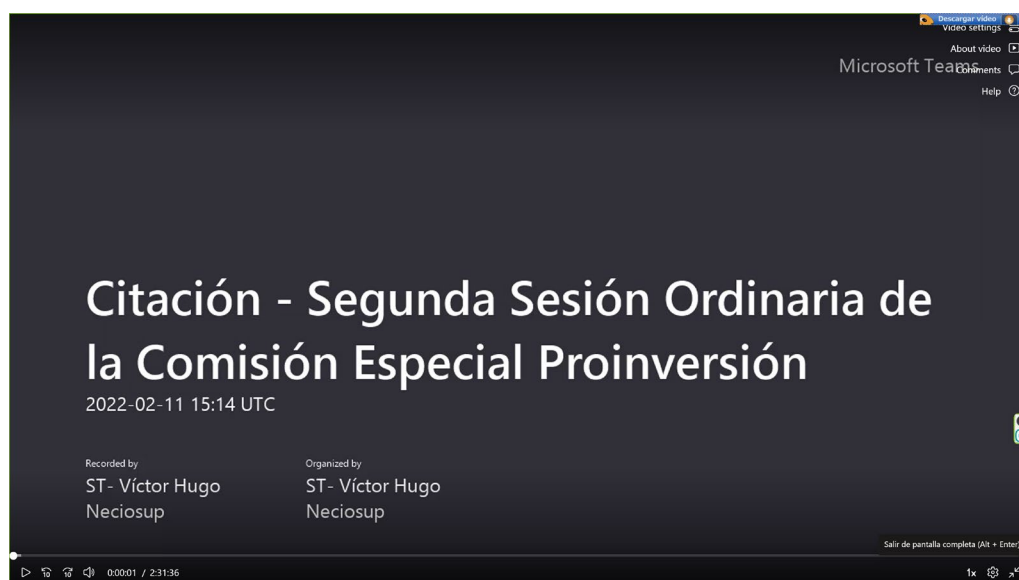 Descargar video
Video settings
About video
Microsoft Teams
Comments
Help
Citación - Segunda Sesión Ordinaria de
la Comisión Especial Proinversión
2022-02-11 15:14 UTC
Recorded by
Organized by
ST- Víctor Hugo
ST- Víctor Hugo
Neciosup
Neciosup
Salir de pantalla completa (Alt + Enter)
10
10
0:00:01 / 2:31:36
1x